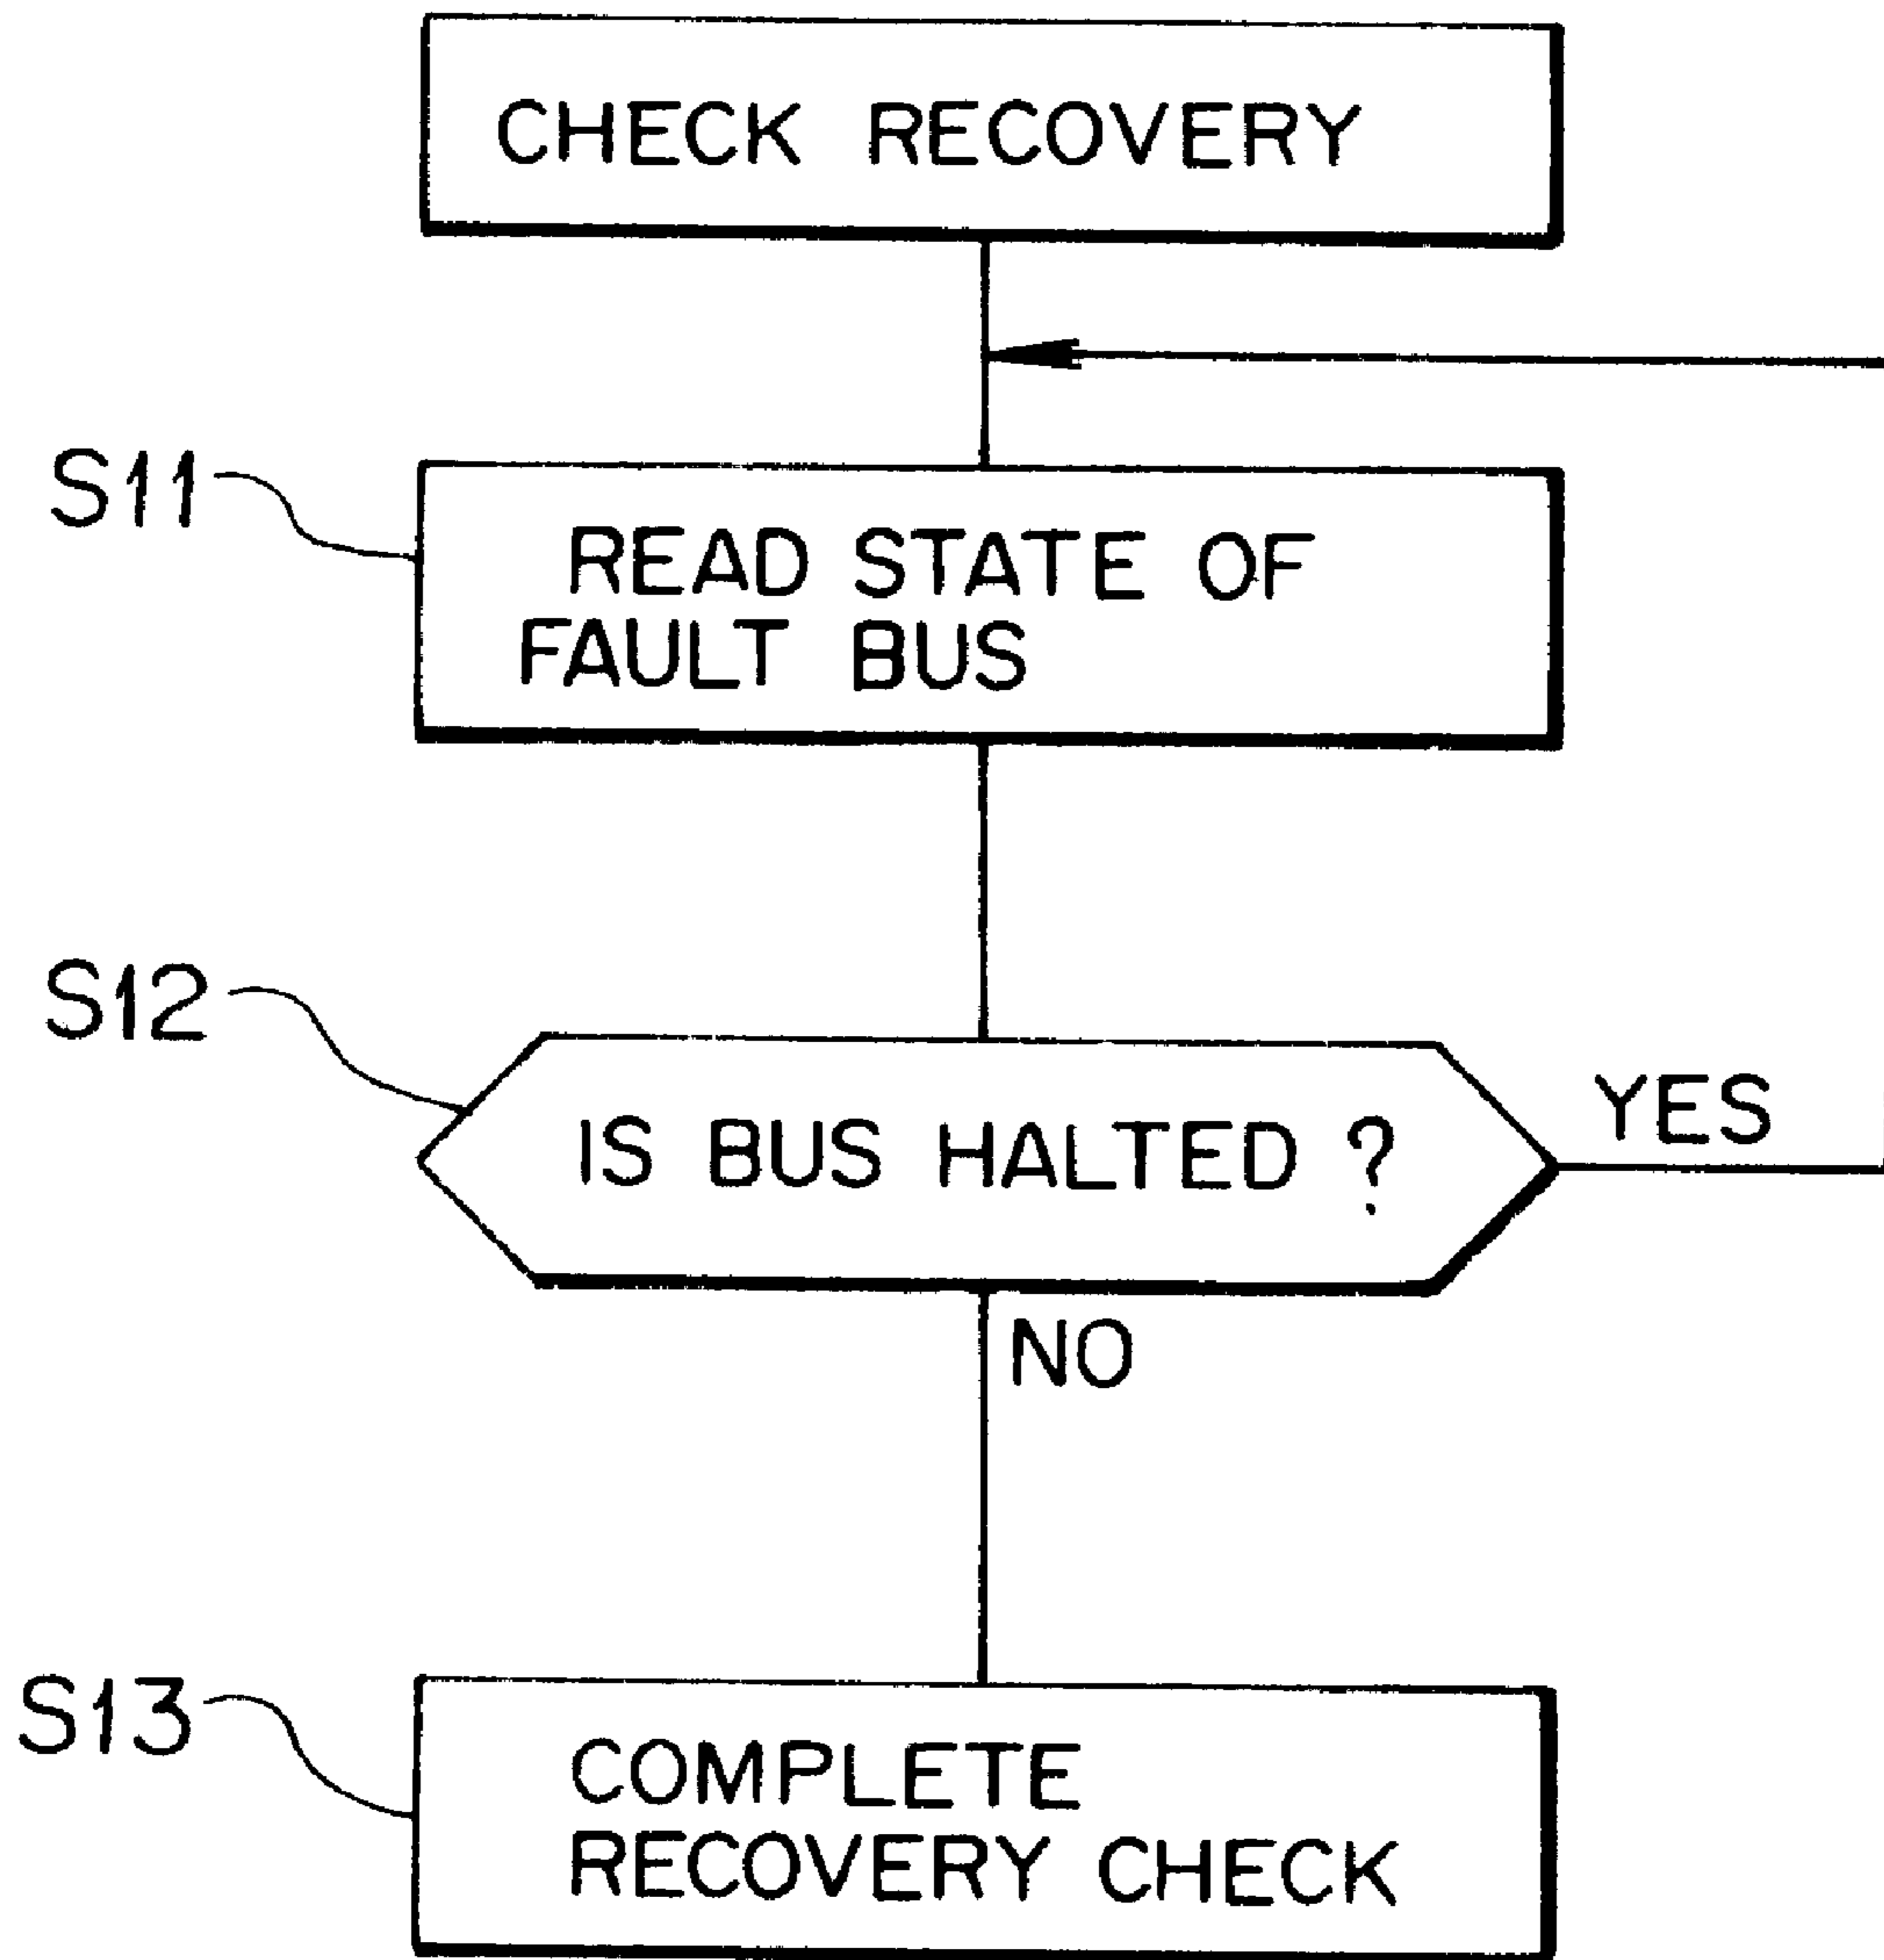 CHECK RECOVERY
S11
READ STATE OF
FAULT BUS
S12
IS BUS HALTED ?
YES
NO
S13
COMPLETE
RECOVERY CHECK